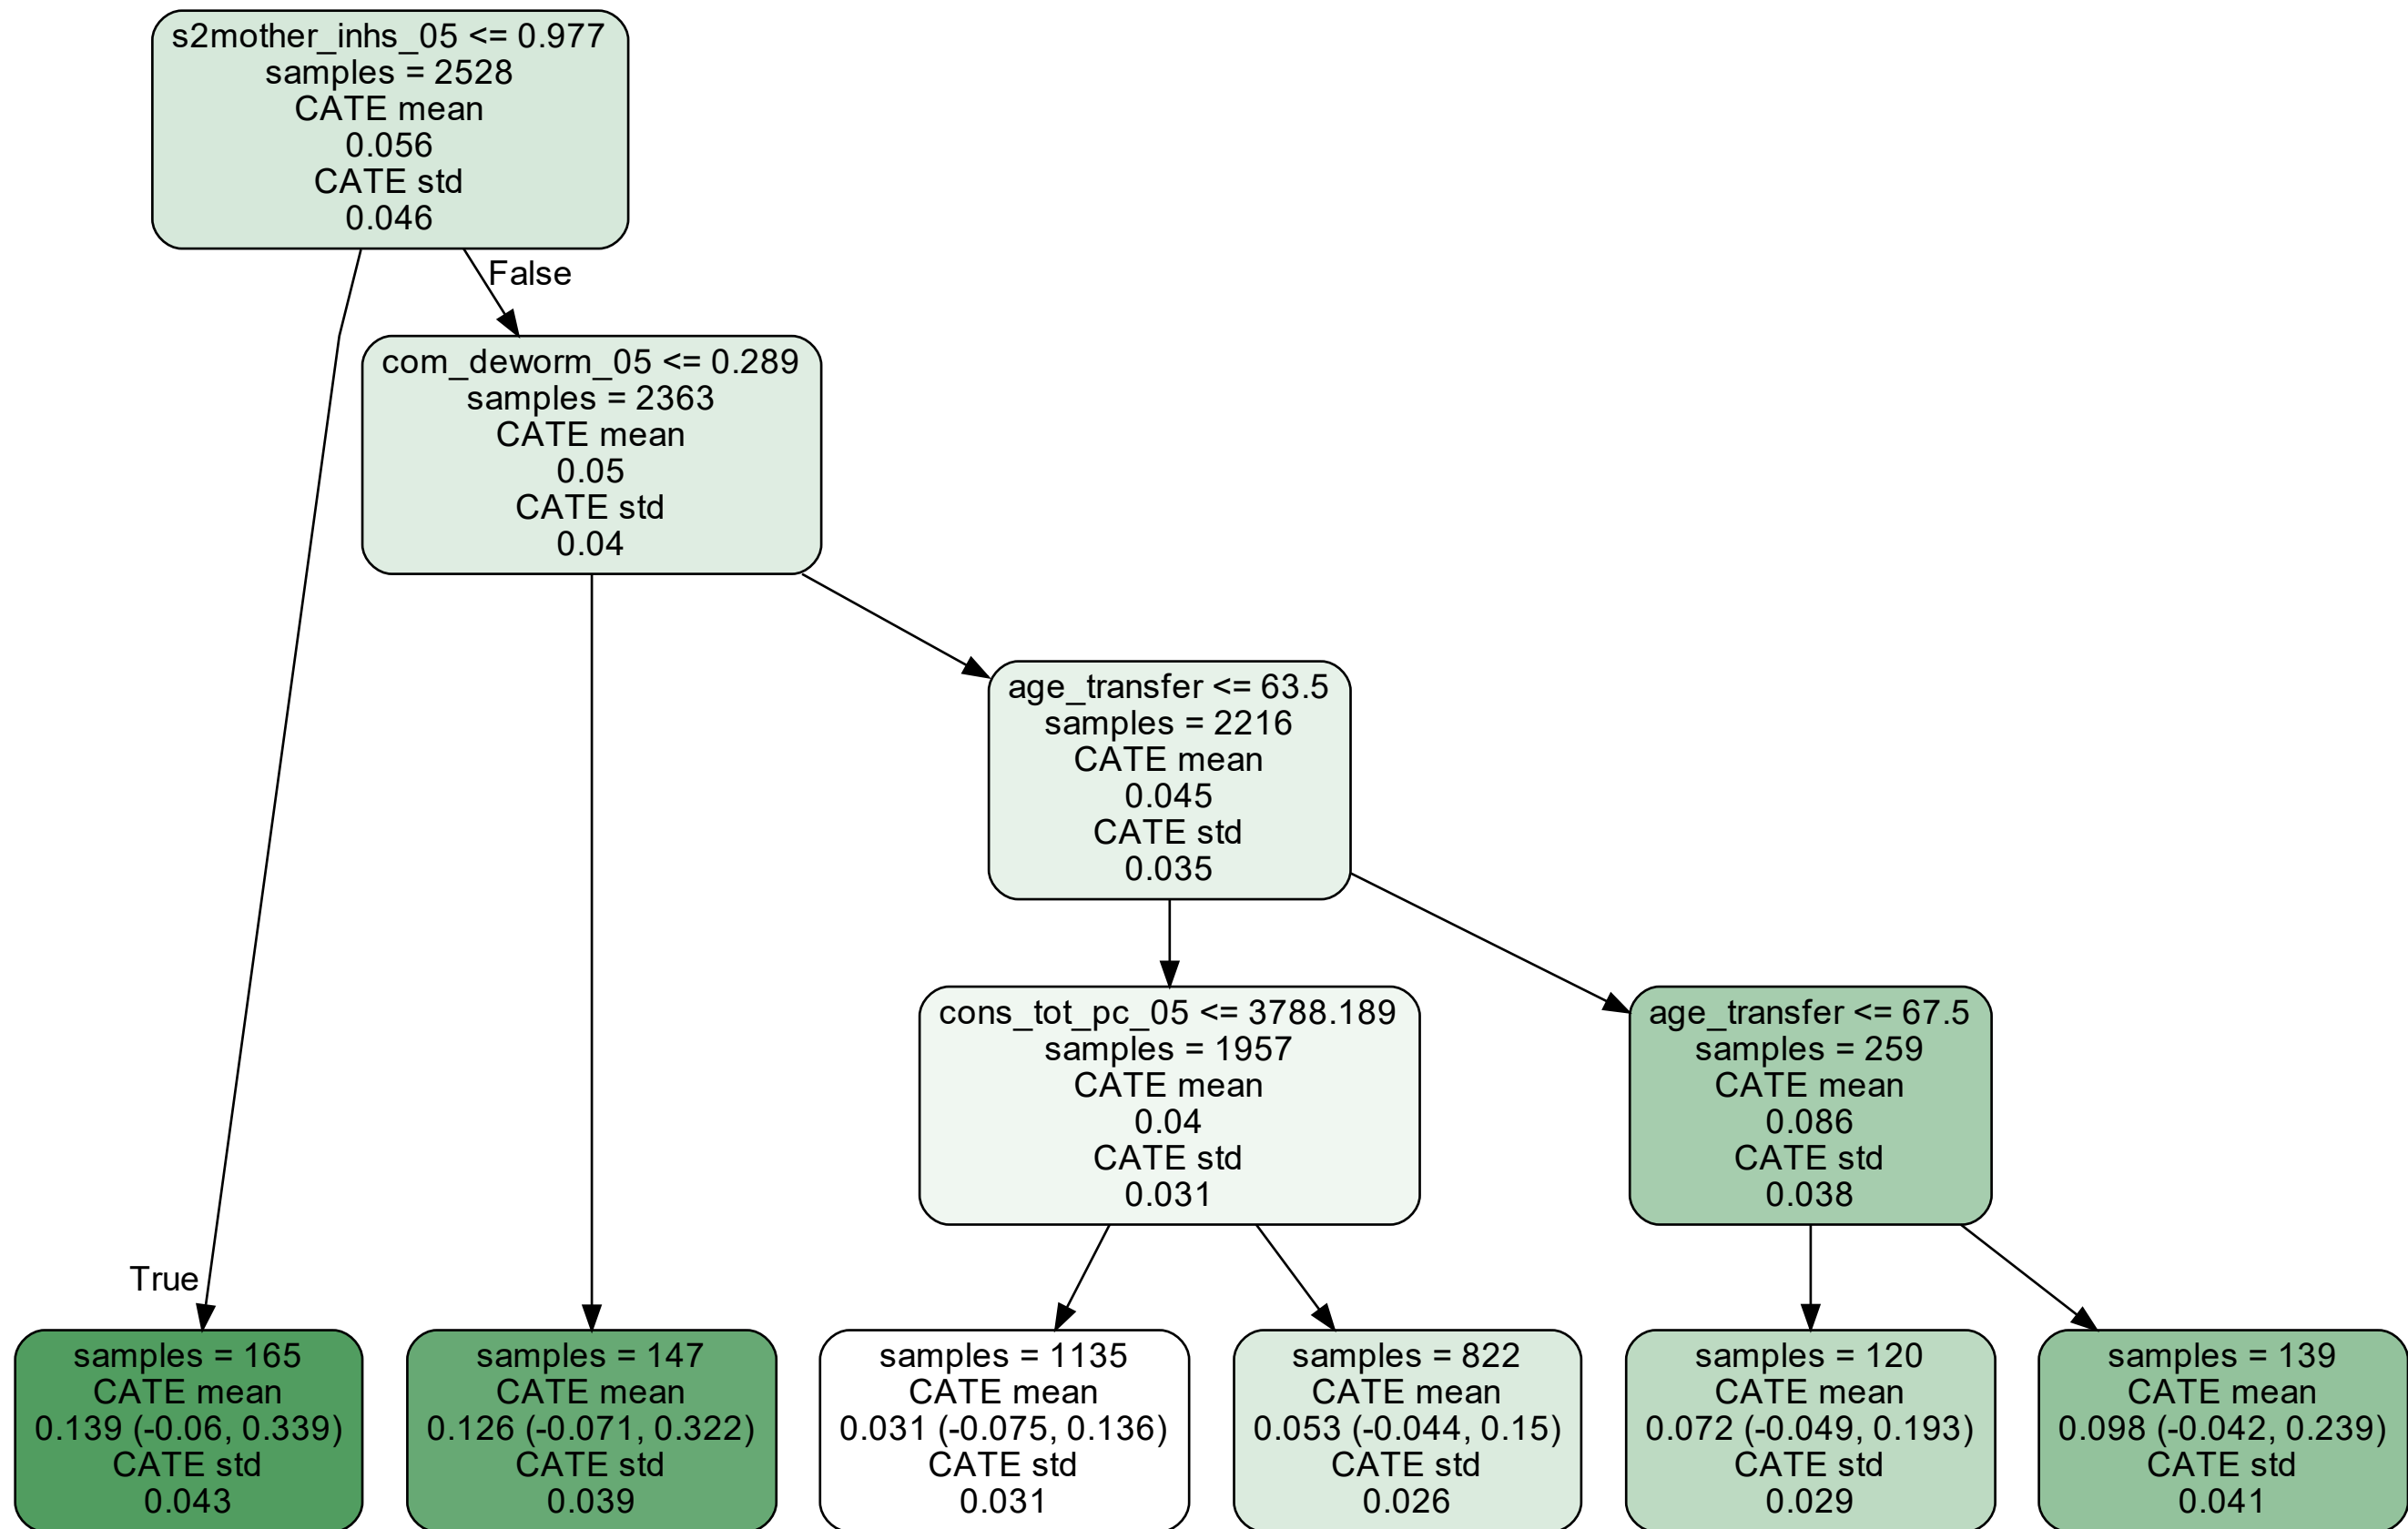 s2mother_inhs_05 <= 0.977
samples = 2528
CATE mean
0.056
CATE std
0.046
False
com_deworm_05 <= 0.289
samples = 2363
CATE mean
0.05
CATE std
0.04
age_transfer <= 63.5
samples = 2216
CATE mean
0.045
CATE std
0.035
cons_tot_pc_05 <= 3788.189
samples = 1957
CATE mean
0.04
CATE std
0.031
age_transfer <= 67.5
samples = 259
CATE mean
0.086
CATE std
0.038
True
samples = 165
CATE mean
0.139 (-0.06, 0.339)
CATE std
0.043
samples = 147
CATE mean
0.126 (-0.071, 0.322)
CATE std
0.039
samples = 1135
CATE mean
0.031 (-0.075, 0.136)
CATE std
0.031
samples = 822
CATE mean
0.053 (-0.044, 0.15)
CATE std
0.026
samples = 120
CATE mean
0.072 (-0.049, 0.193)
CATE std
0.029
samples = 139
CATE mean
0.098 (-0.042, 0.239)
CATE std
0.041